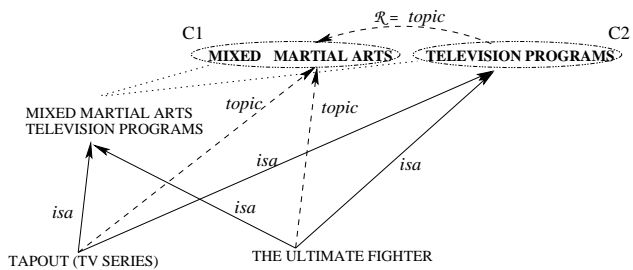 ℛ = topic
C1
C2
MIXED MARTIAL ARTS
TELEVISION PROGRAMS
MIXED MARTIAL ARTS
TELEVISION PROGRAMS
topic
topic
isa
isa
isa
isa
TAPOUT (TV SERIES)
THE ULTIMATE FIGHTER